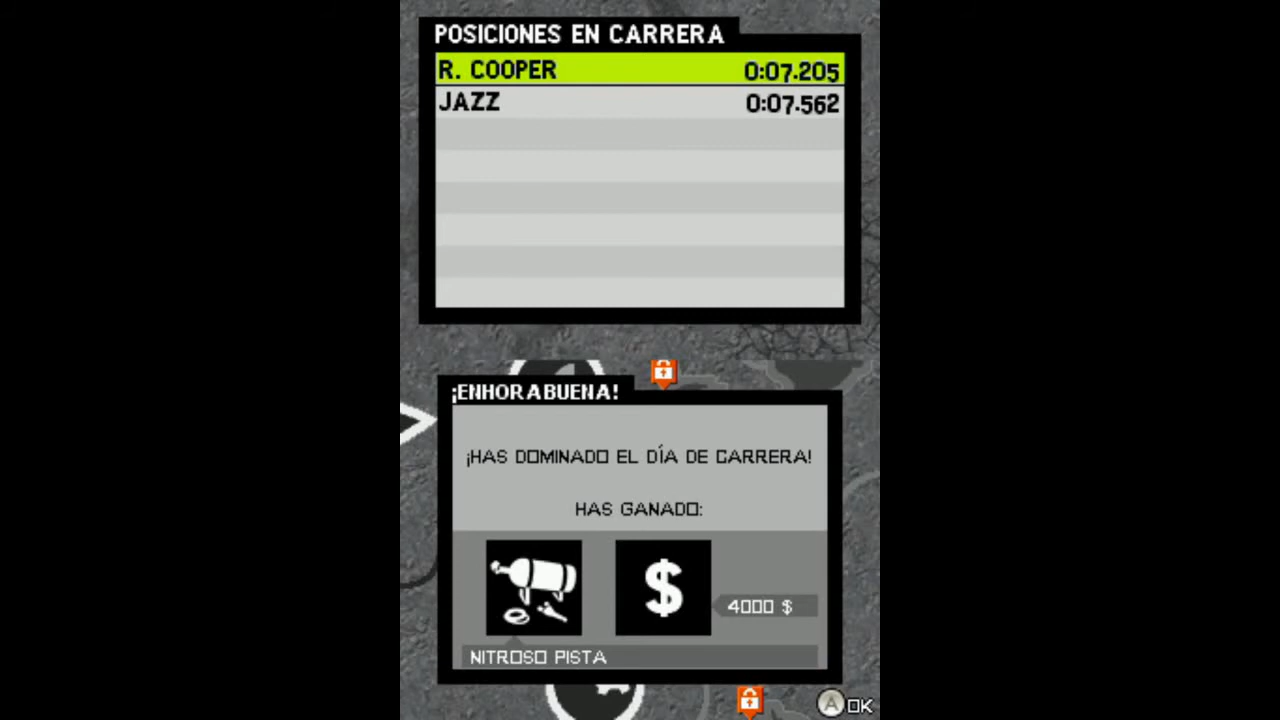 POSICIONES EN CARRERA
R. COOPER 0:07.205
JAZZ 0:07.562
¡ENHORABUENA!
¡HAS DOMINADO EL DÍA DE CARRERA!
HAS GANADO:
$
4000 $
NITROSO PISTA
A OK